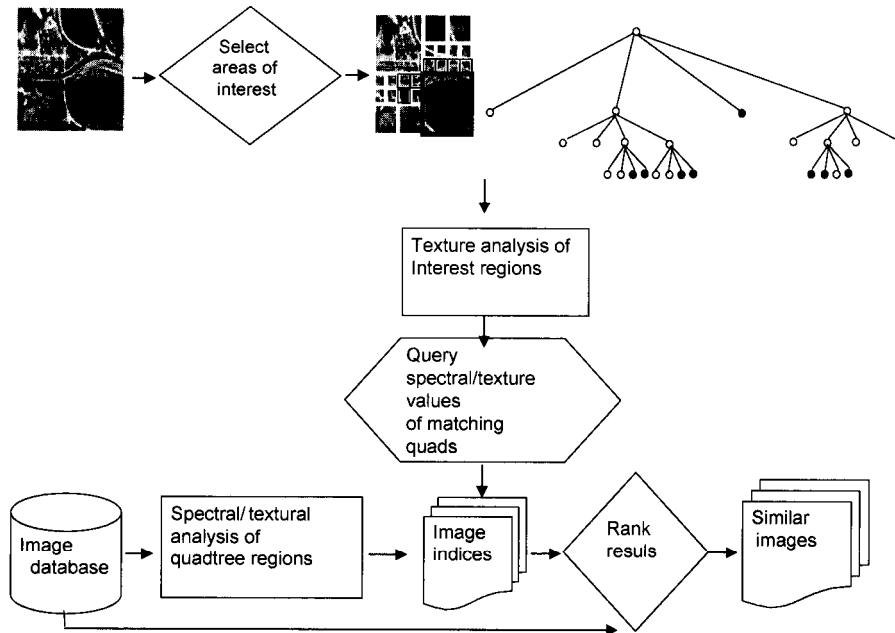 Select
areas of
interest
Texture analysis of
Interest regions
Query
spectral/texture
values
of matching
quads
Image
database
Spectral/ textural
analysis of
quadtree regions
Image
indices
Rank
resuls
Similar
images